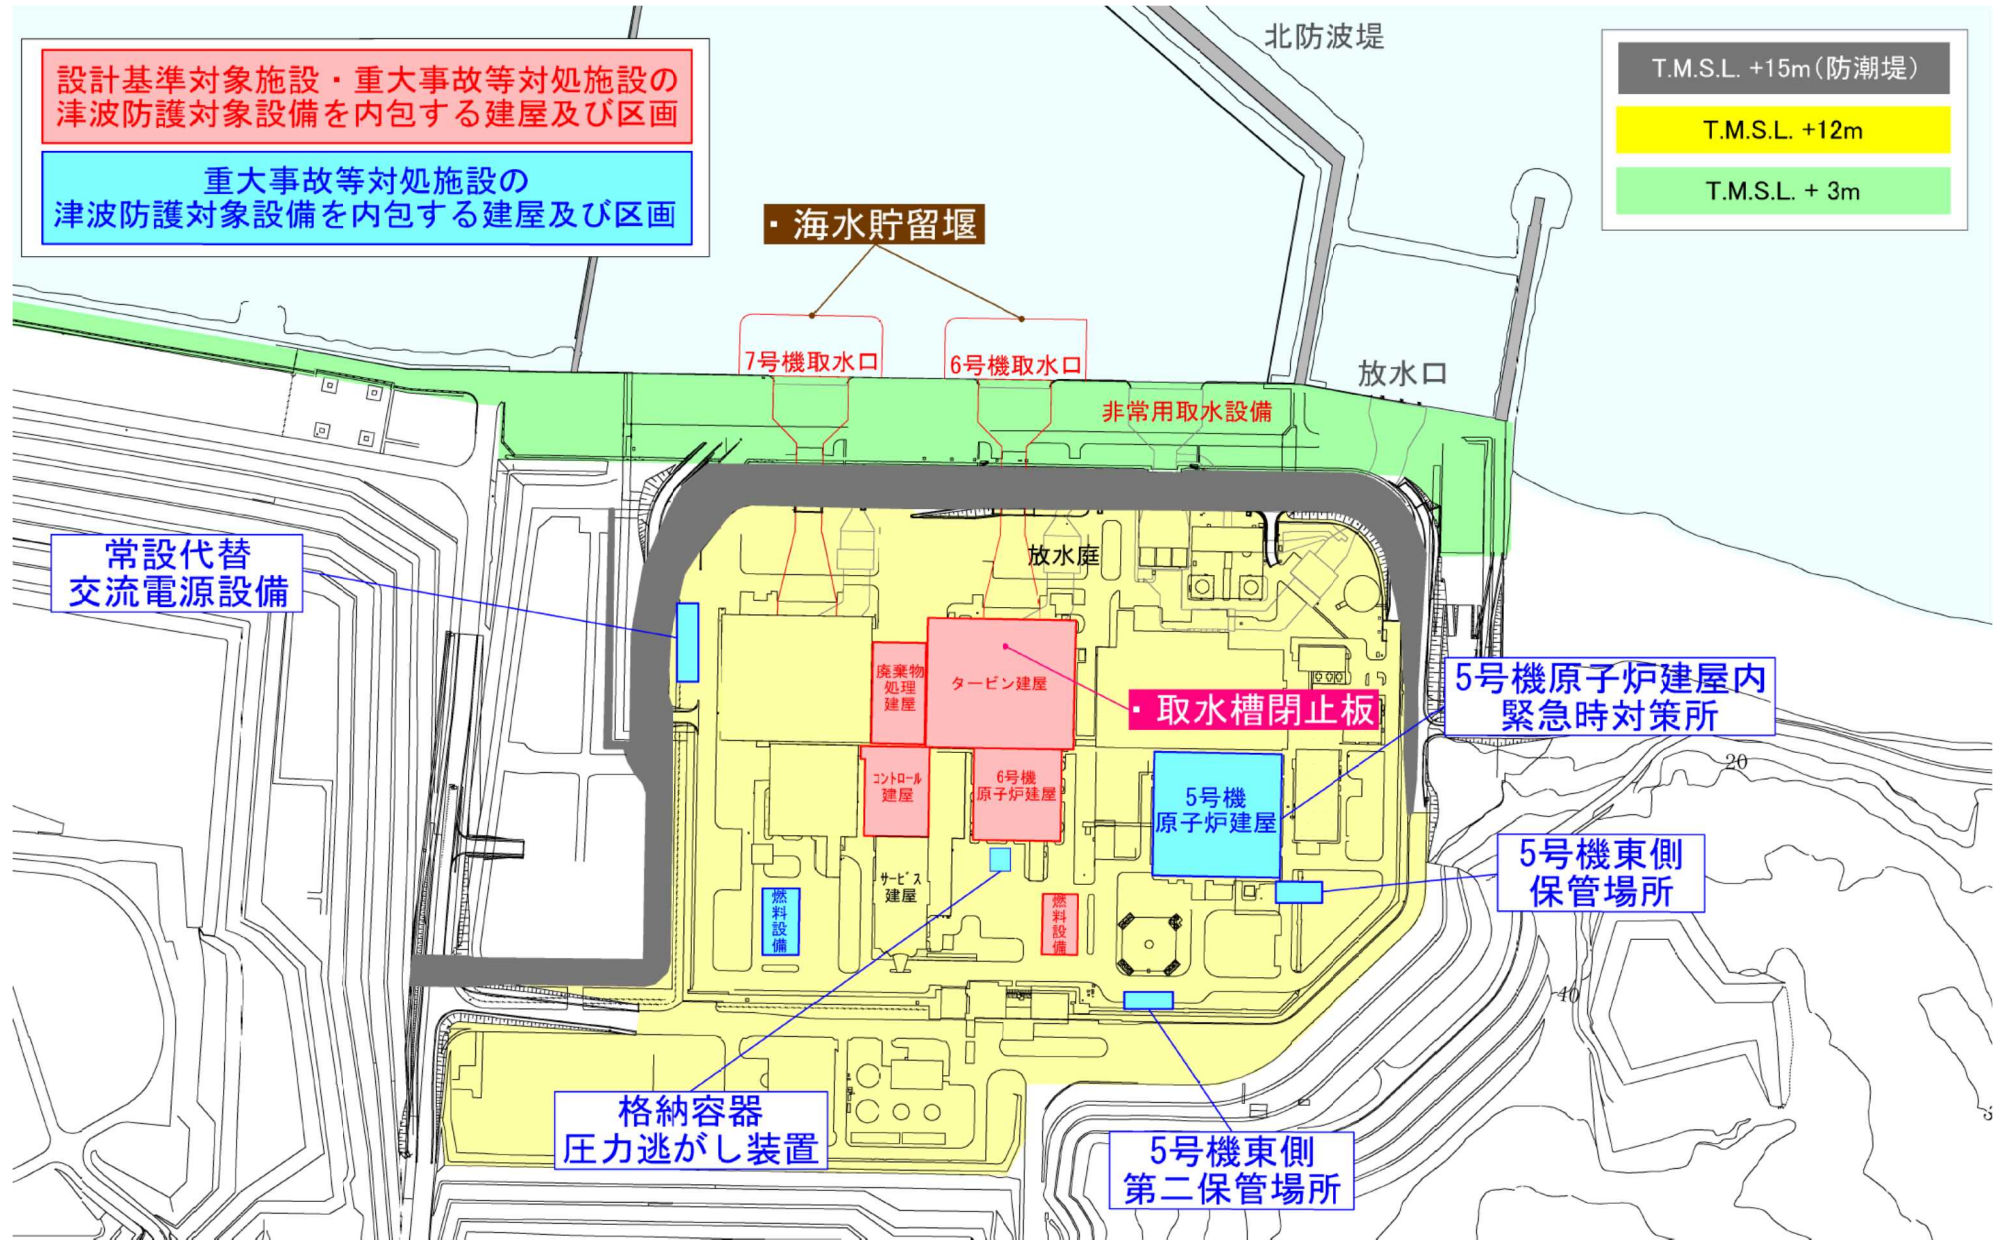 設計基準対象施設・重大事故等対処施設の
津波防護対象設備を内包する建屋及び区画
重大事故等対処施設の
津波防護対象設備を内包する建屋及び区画
北防波堤
T.M.S.L. +15m(防潮堤)
T.M.S.L. +12m
T.M.S.L. + 3m
・海水貯留堰
7号機取水口
6号機取水口
放水口
非常用取水設備
常設代替
交流電源設備
放水庭
廃棄物
処理
建屋
タービン建屋
・取水槽閉止板
5号機原子炉建屋内
緊急時対策所
コントロール
建屋
6号機
原子炉建屋
5号機
原子炉建屋
20
5号機東側
保管場所
サービス
建屋
燃料設備
燃料設備
40
格納容器
圧力逃がし装置
5号機東側
第二保管場所